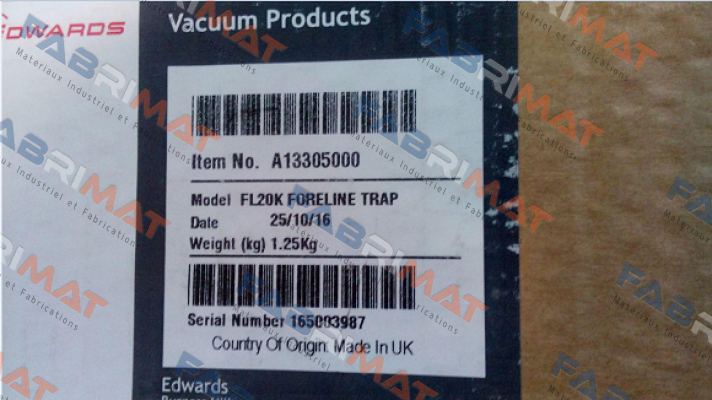 EDWARDS
Vacuum Products
Item No. A13305000
Model FL20K FORELINE TRAP
Date 25/10/16
Weight (kg) 1.25Kg
Serial Number 165003987
Country Of Origin: Made In UK
Edwards
FABRIMAT
Materiaux Industriel et Fabrications